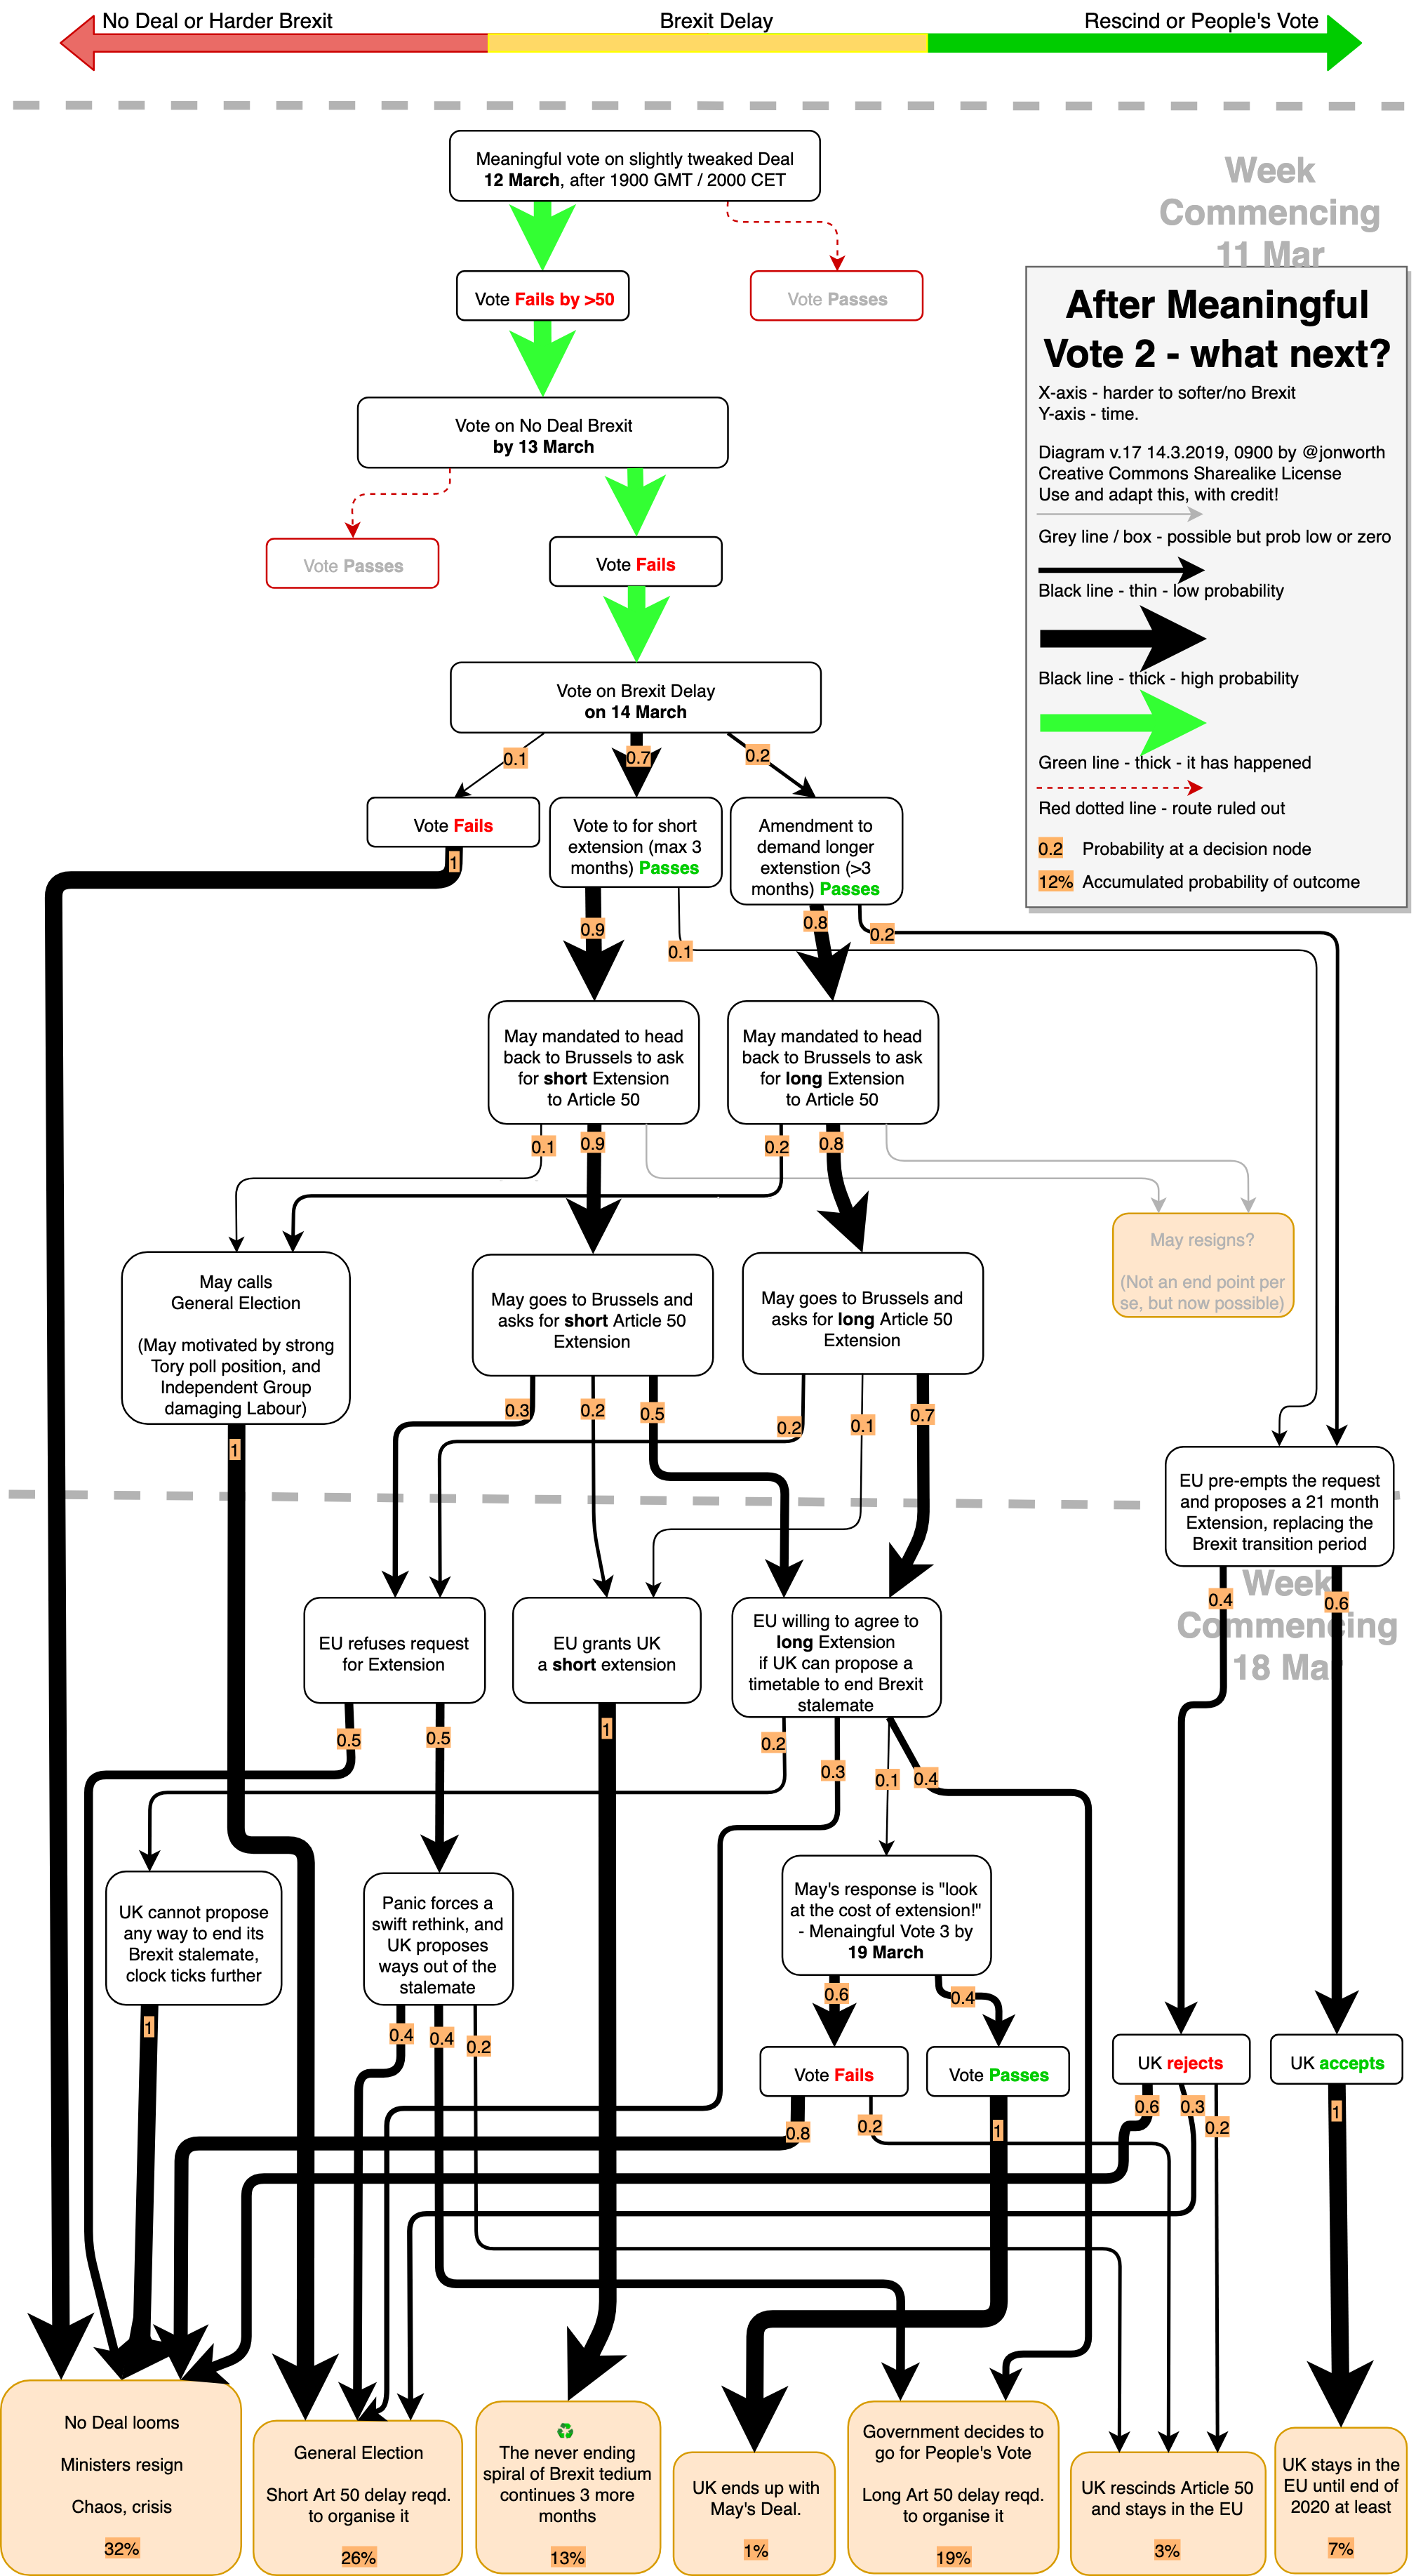 No Deal or Harder Brexit
Brexit Delay
Rescind or People's Vote
Meaningful vote on slightly tweaked Deal
12 March, after 1900 GMT / 2000 CET
Week
Commencing
11 Mar
Vote Fails by >50
Vote Passes
After Meaningful
Vote 2 - what next?
X-axis - harder to softer/no Brexit
Y-axis - time.
Diagram v.17 14.3.2019, 0900 by @jonworth
Creative Commons Sharealike License
Use and adapt this, with credit!
Grey line / box - possible but prob low or zero
Black line - thin - low probability
Black line - thick - high probability
Green line - thick - it has happened
Red dotted line - route ruled out
0.2 Probability at a decision node
12% Accumulated probability of outcome
Vote on No Deal Brexit
by 13 March
Vote Passes
Vote Fails
Vote on Brexit Delay
on 14 March
0.1
0.7
0.2
Vote Fails
Vote to for short
extension (max 3
months) Passes
Amendment to
demand longer
extenstion (>3
months) Passes
1
0.9
0.1
0.8
0.2
May mandated to head
back to Brussels to ask
for short Extension
to Article 50
May mandated to head
back to Brussels to ask
for long Extension
to Article 50
0.1
0.9
0.2
0.8
May resigns?
(Not an end point per
se, but now possible)
May calls
General Election
(May motivated by strong
Tory poll position, and
Independent Group
damaging Labour)
May goes to Brussels and
asks for short Article 50
Extension
May goes to Brussels and
asks for long Article 50
Extension
1
0.3
0.2
0.5
0.2
0.1
0.7
EU pre-empts the request
and proposes a 21 month
Extension, replacing the
Brexit transition period
0.4
0.6
Week
Commencing
18 Ma
EU refuses request
for Extension
EU grants UK
a short extension
EU willing to agree to
long Extension
if UK can propose a
timetable to end Brexit
stalemate
0.5
0.5
1
0.2
0.3
0.1
0.4
UK cannot propose
any way to end its
Brexit stalemate,
clock ticks further
Panic forces a
swift rethink, and
UK proposes
ways out of the
stalemate
May's response is "look
at the cost of extension!"
- Menaingful Vote 3 by
19 March
1
0.4
0.4
0.2
0.6
0.4
Vote Fails
Vote Passes
UK rejects
UK accepts
0.8
0.2
1
0.6
0.3
0.2
1
No Deal looms
Ministers resign
Chaos, crisis
32%
General Election
Short Art 50 delay reqd.
to organise it
26%
The never ending
spiral of Brexit tedium
continues 3 more
months
13%
UK ends up with
May's Deal.
1%
Government decides to
go for People's Vote
Long Art 50 delay reqd.
to organise it
19%
UK rescinds Article 50
and stays in the EU
3%
UK stays in the
EU until end of
2020 at least
7%